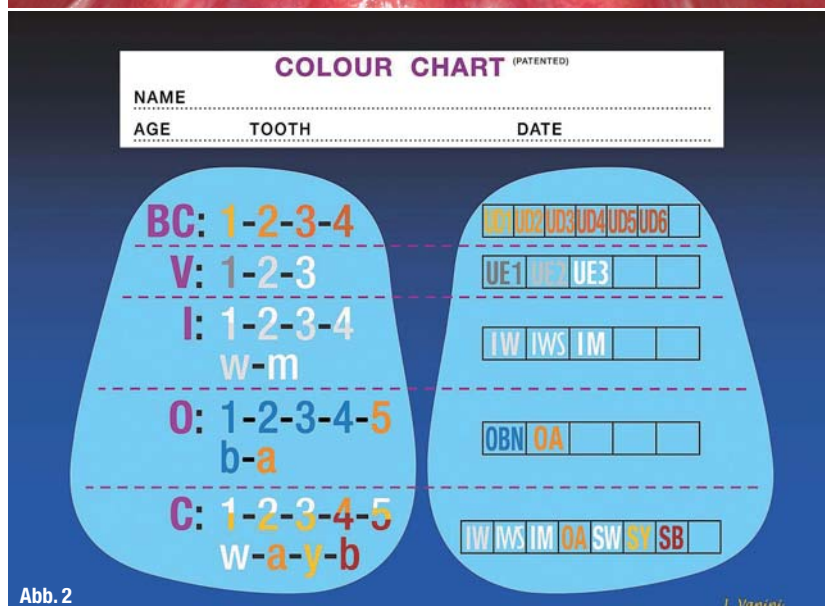 COLOUR CHART (PATENTED)
NAME
AGE TOOTH DATE
BC: 1-2-3-4
UD1 UD2 UD3 UD4 UD5 UD6
V: 1-2-3
UE1 UE2 UE3
I: 1-2-3-4
w-m
IW IWS IM
O: 1-2-3-4-5
b-a
OBN OA
C: 1-2-3-4-5
w-a-y-b
IW IWS IM OA SW SY SB
Abb. 2
L. Vanini